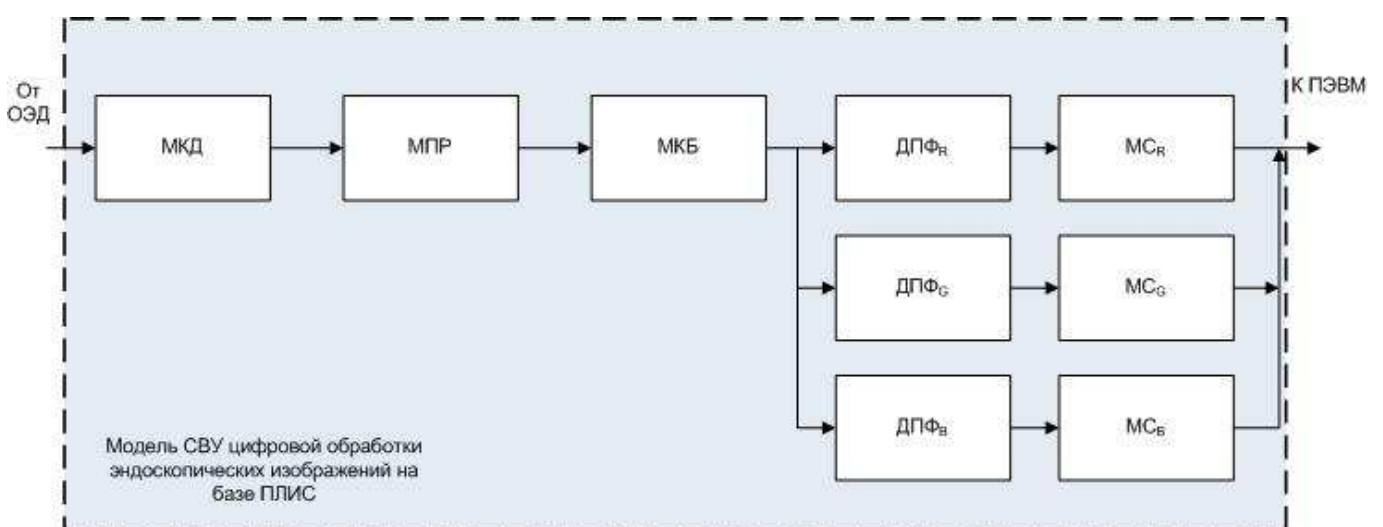 От
ОЭД
К ПЭВМ
МКД
МПР
МКБ
ДПФR
МСR
ДПФG
МСG
ДПФB
МСB
Модель СВУ цифровой обработки
эндоскопических изображений на
базе ПЛИС